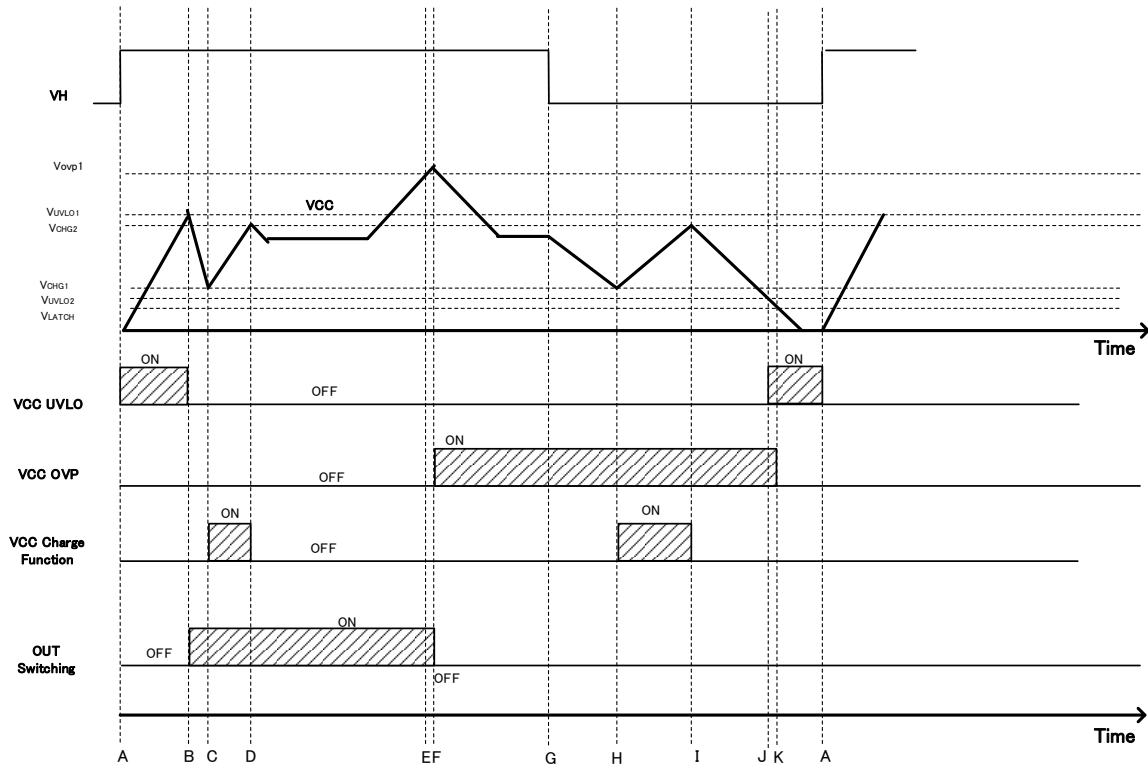 VH
Vovp1
VUVLO1
VCHG2
VCC
VCHG1
VUVLO2
VLATCH
Time
ON
ON
VCC UVLO
OFF
ON
VCC OVP
OFF
ON
ON
VCC Charge
Function
OFF
ON
OUT
Switching
OFF
OFF
Time
A B C D EF G H I J K A